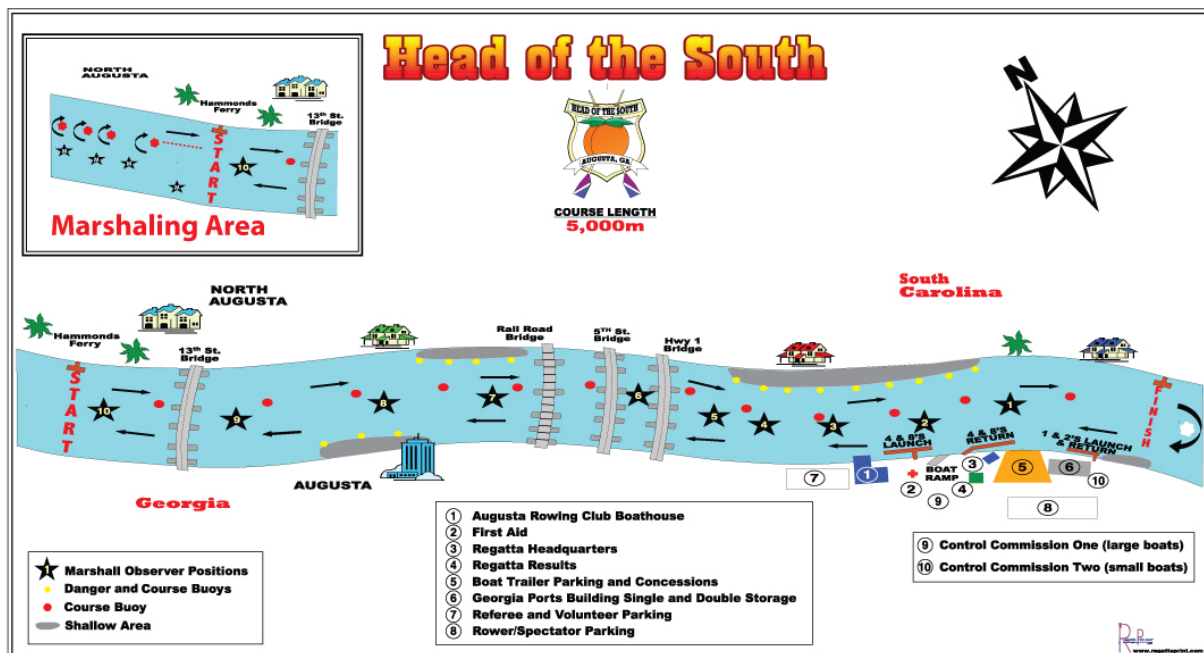 Head of the South
HEAD OF THE SOUTH
AUGUSTA, GA.
COURSE LENGTH
5,000m
N
NORTH
AUGUSTA
Hammonds
Ferry
13th St.
Bridge
START
10
Marshaling Area
South
Carolina
NORTH
AUGUSTA
Hammonds
Ferry
13th St.
Bridge
Rail Road
Bridge
5TH St.
Bridge
Hwy 1
Bridge
START
10
9
8
7
6
5
4
3
2
1
FINISH
4 & 8'S
LAUNCH
4 & 8'S
RETURN
1 & 2'S LAUNCH
& RETURN
BOAT
RAMP
7
1
2
9
3
4
5
6
10
8
AUGUSTA
Georgia
1 Marshall Observer Positions
Danger and Course Buoys
Course Buoy
Shallow Area
1 Augusta Rowing Club Boathouse
2 First Aid
3 Regatta Headquarters
4 Regatta Results
5 Boat Trailer Parking and Concessions
6 Georgia Ports Building Single and Double Storage
7 Referee and Volunteer Parking
8 Rower/Spectator Parking
9 Control Commission One (large boats)
10 Control Commission Two (small boats)
www.regattaprint.com